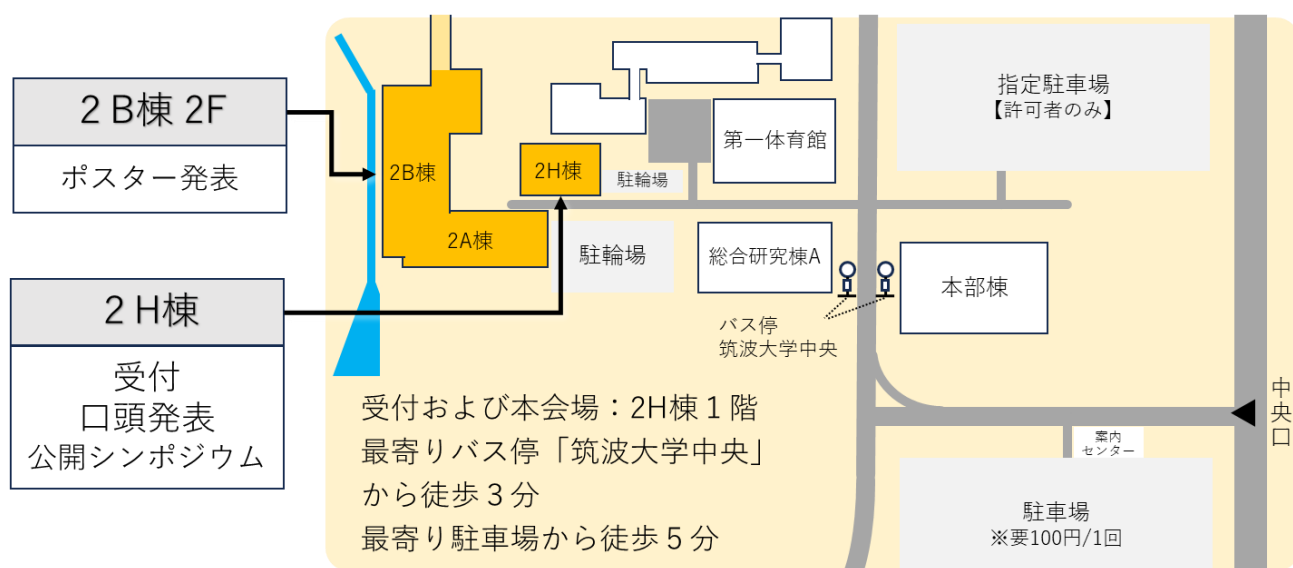 2 B棟 2F
ポスター発表
2 H棟
受付
口頭発表
公開シンポジウム
2B棟
2H棟
2A棟
駐輪場
駐輪場
第一体育館
総合研究棟A
指定駐車場
【許可者のみ】
本部棟
バス停
筑波大学中央
中央口
案内
センター
駐車場
※要100円/1回
受付および本会場：2H棟１階
最寄りバス停「筑波大学中央」
から徒歩３分
最寄り駐車場から徒歩５分